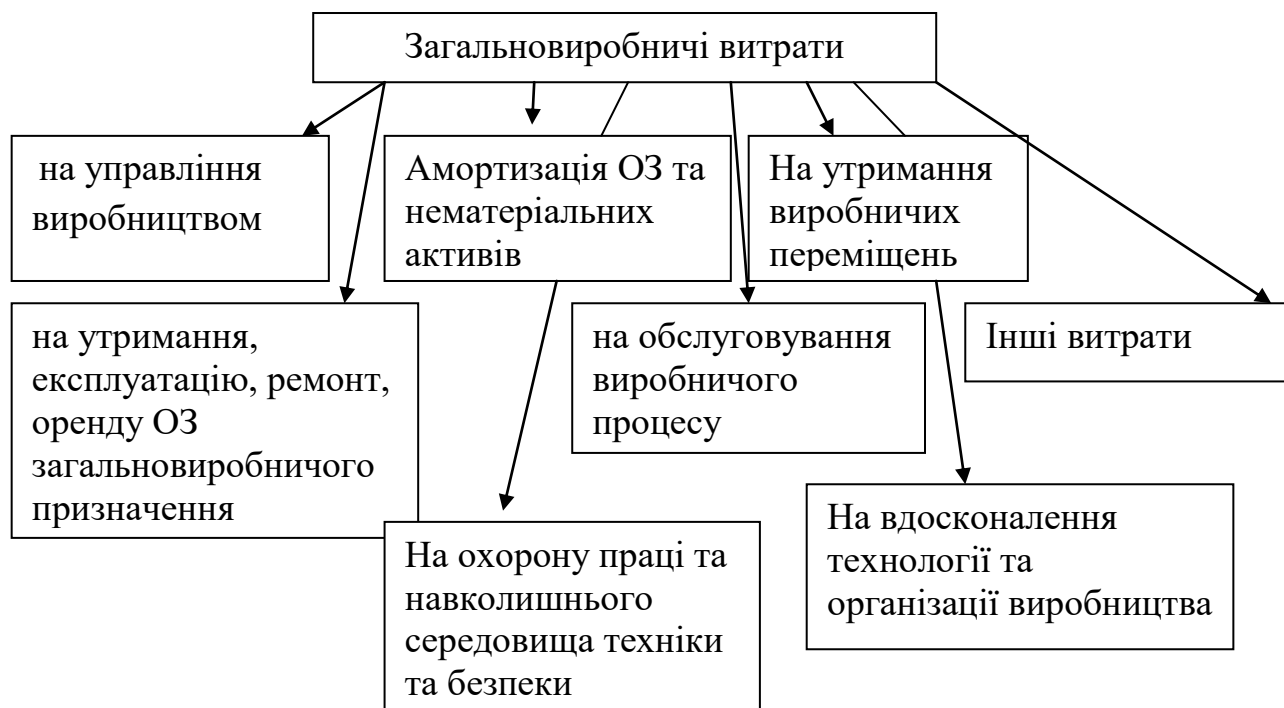 Загальновиробничі витрати
на управління
виробництвом
Амортизація ОЗ та
нематеріальних
активів
На утримання
виробничих
переміщень
на утримання,
експлуатацію, ремонт,
оренду ОЗ
загальновиробничого
призначення
на обслуговування
виробничого
процесу
Інші витрати
На охорону праці та
навколишнього
середовища техніки
та безпеки
На вдосконалення
технології та
організації виробництва